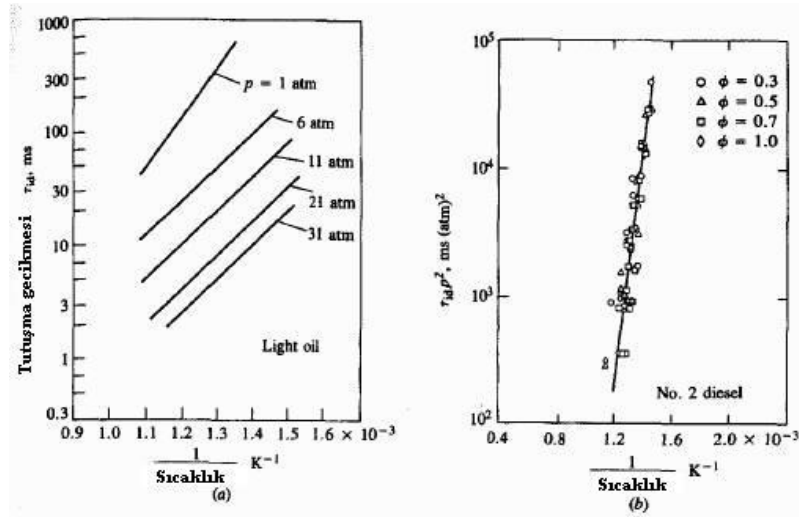 1000
300
100
30
10
3
1
0.3
Tutuşma gecikmesi τid, ms
p = 1 atm
6 atm
11 atm
21 atm
31 atm
Light oil
0.9 1.0 1.1 1.2 1.3 1.4 1.5 1.6 × 10⁻³
1
Sıcaklık K⁻¹
(a)
10⁵
10⁴
10³
10²
τid p², ms (atm)²
○ ϕ = 0.3
△ ϕ = 0.5
□ ϕ = 0.7
◊ ϕ = 1.0
No. 2 diesel
0.4 0.8 1.2 1.6 2.0 × 10⁻³
1
Sıcaklık K⁻¹
(b)